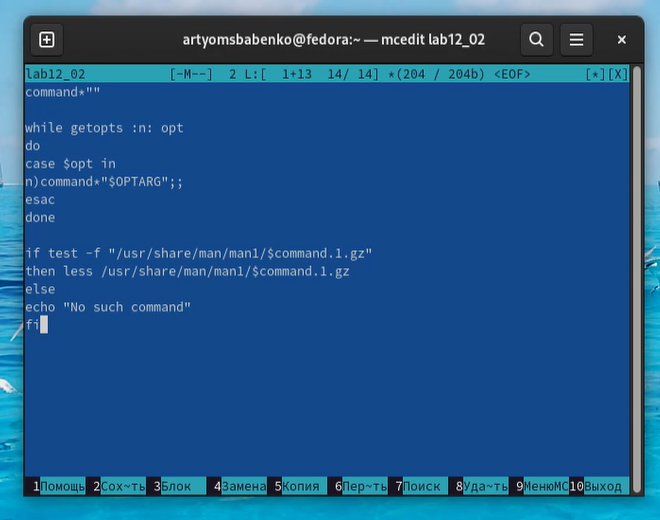 artyomsbabenko@fedora:~ — mcedit lab12_02
lab12_02 [-M--] 2 L:[ 1+13 14/ 14] *(204 / 204b) <EOF> [*][X]
command*""
while getopts :n: opt
do
case $opt in
n)command*"$OPTARG";;
esac
done
if test -f "/usr/share/man/man1/$command.1.gz"
then less /usr/share/man/man1/$command.1.gz
else
echo "No such command"
fi
1Помощь 2Сох~ть 3Блок 4Замена 5Копия 6Пер~ть 7Поиск 8Уда~ть 9МенюMC 10Выход